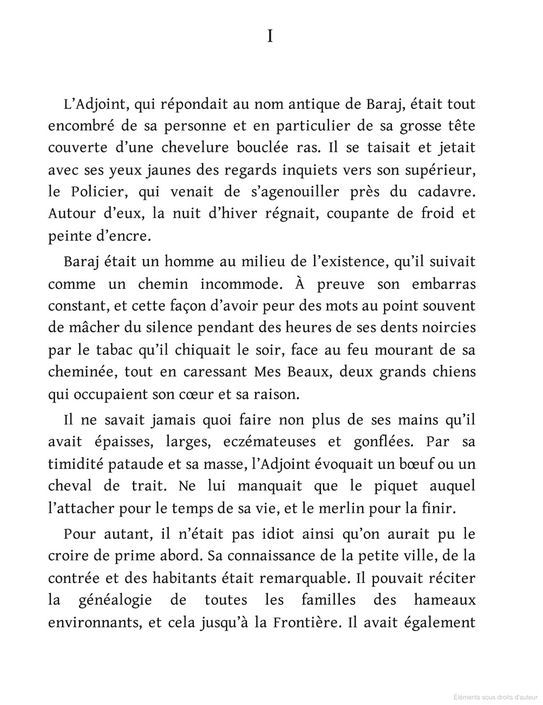 I
L’Adjoint, qui répondait au nom antique de Baraj, était tout
encombré de sa personne et en particulier de sa grosse tête
couverte d’une chevelure bouclée ras. Il se taisait et jetait
avec ses yeux jaunes des regards inquiets vers son supérieur,
le Policier, qui venait de s’agenouiller près du cadavre.
Autour d’eux, la nuit d’hiver régnait, coupante de froid et
peinte d’encre.
Baraj était un homme au milieu de l’existence, qu’il suivait
comme un chemin incommode. À preuve son embarras
constant, et cette façon d’avoir peur des mots au point souvent
de mâcher du silence pendant des heures de ses dents noircies
par le tabac qu’il chiquait le soir, face au feu mourant de sa
cheminée, tout en caressant Mes Beaux, deux grands chiens
qui occupaient son cœur et sa raison.
Il ne savait jamais quoi faire non plus de ses mains qu’il
avait épaisses, larges, eczémateuses et gonflées. Par sa
timidité pataude et sa masse, l’Adjoint évoquait un bœuf ou un
cheval de trait. Ne lui manquait que le piquet auquel
l’attacher pour le temps de sa vie, et le merlin pour la finir.
Pour autant, il n’était pas idiot ainsi qu’on aurait pu le
croire de prime abord. Sa connaissance de la petite ville, de la
contrée et des habitants était remarquable. Il pouvait réciter
la généalogie de toutes les familles des hameaux
environnants, et cela jusqu’à la Frontière. Il avait également
Éléments sous droits d'auteur